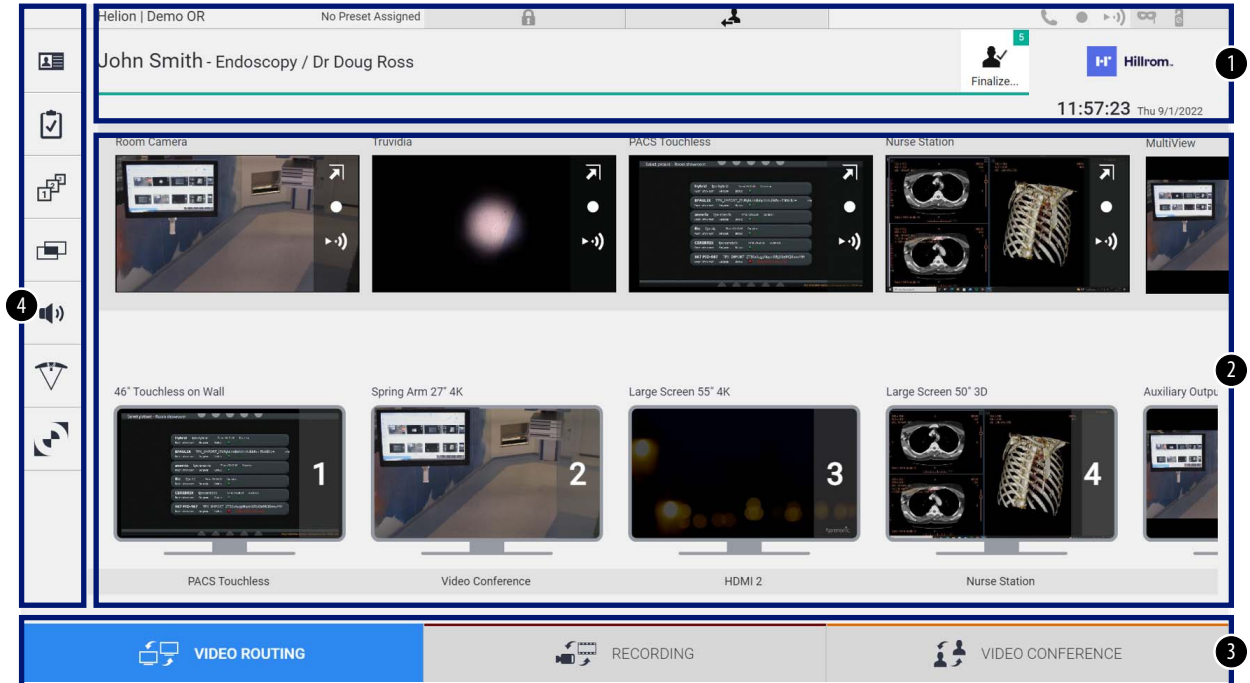 Helion | Demo OR
No Preset Assigned
John Smith - Endoscopy / Dr Doug Ross
5
Finalize...
Hr Hillrom™
1
11:57:23 Thu 9/1/2022
Room Camera
Truvidia
PACS Touchless
Nurse Station
MultiView
4
2
46" Touchless on Wall
Spring Arm 27" 4K
Large Screen 55" 4K
Large Screen 50" 3D
Auxiliary Outpu
1
2
3
4
PACS Touchless
Video Conference
HDMI 2
Nurse Station
VIDEO ROUTING
RECORDING
VIDEO CONFERENCE
3